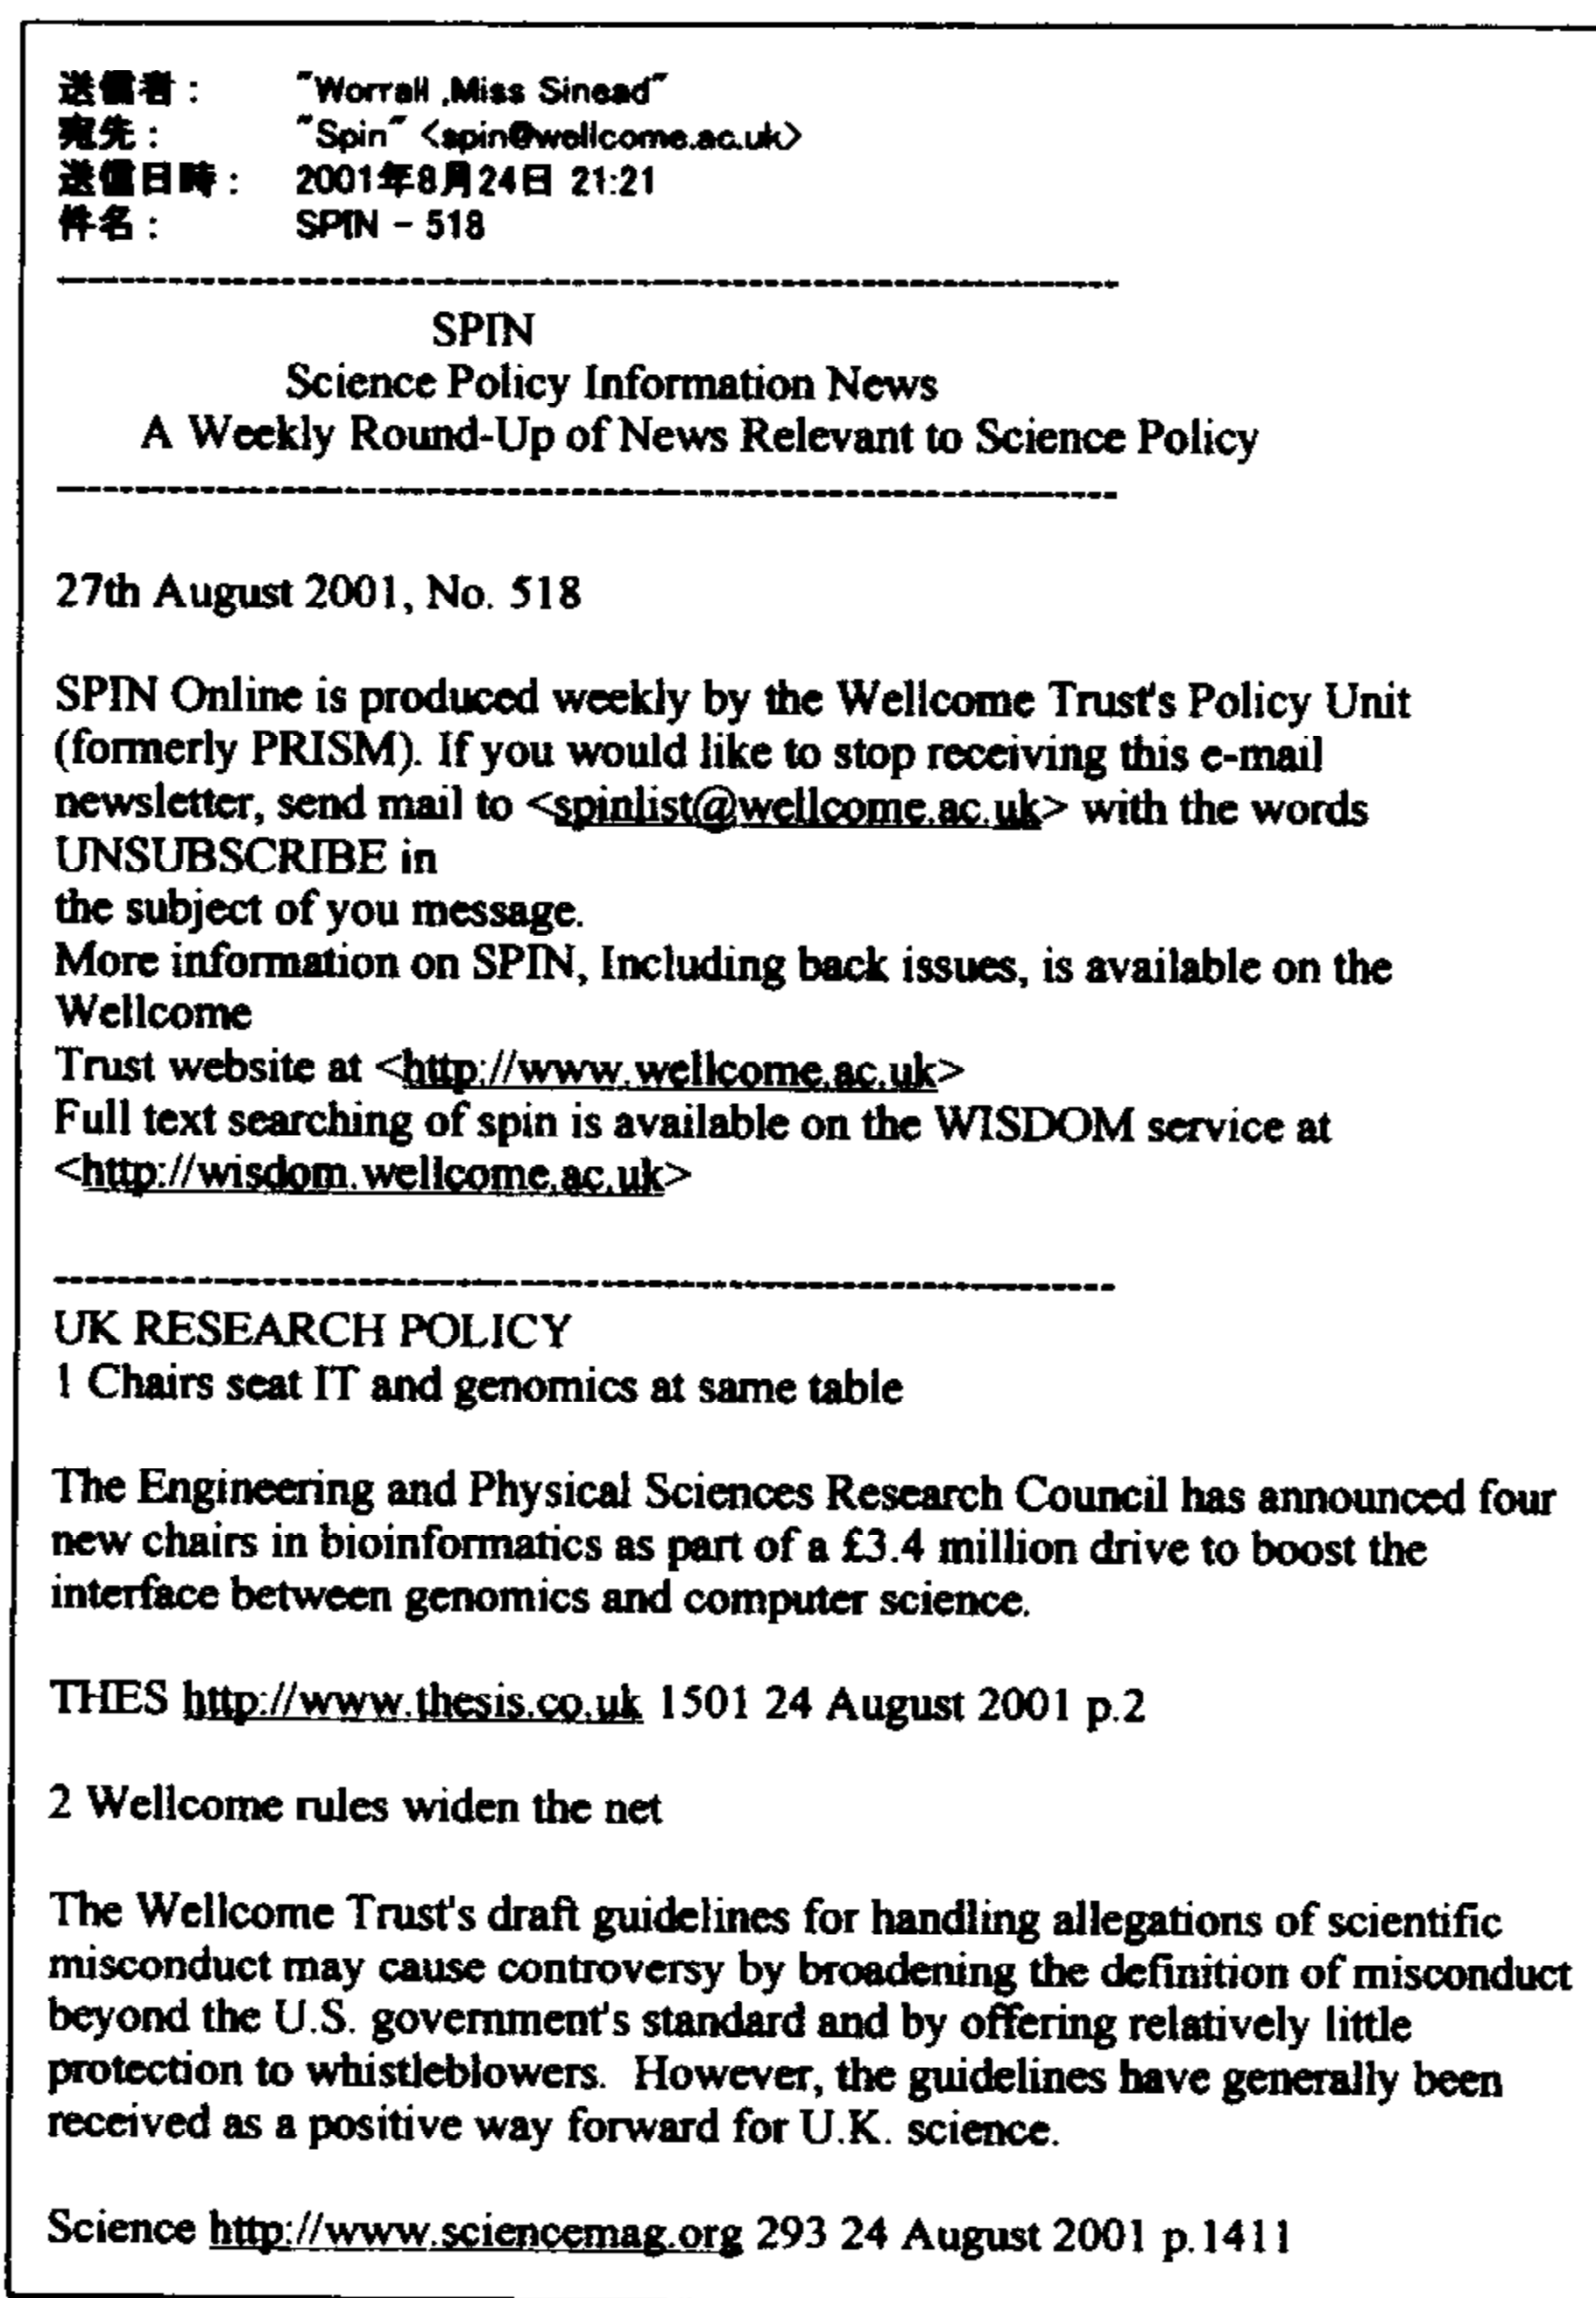 送信者： "Worrall ,Miss Sinead"
宛先： "Spin" <spin@wellcome.ac.uk>
送信日時： 2001年8月24日 21:21
件名： SPIN - 518
SPIN
Science Policy Information News
A Weekly Round-Up of News Relevant to Science Policy
27th August 2001, No. 518
SPIN Online is produced weekly by the Wellcome Trust's Policy Unit
(formerly PRISM). If you would like to stop receiving this e-mail
newsletter, send mail to <spinlist@wellcome.ac.uk> with the words
UNSUBSCRIBE in
the subject of you message.
More information on SPIN, Including back issues, is available on the
Wellcome
Trust website at <http://www.wellcome.ac.uk>
Full text searching of spin is available on the WISDOM service at
<http://wisdom.wellcome.ac.uk>
UK RESEARCH POLICY
1 Chairs seat IT and genomics at same table
The Engineering and Physical Sciences Research Council has announced four
new chairs in bioinformatics as part of a £3.4 million drive to boost the
interface between genomics and computer science.
THES http://www.thesis.co.uk 1501 24 August 2001 p.2
2 Wellcome rules widen the net
The Wellcome Trust's draft guidelines for handling allegations of scientific
misconduct may cause controversy by broadening the definition of misconduct
beyond the U.S. government's standard and by offering relatively little
protection to whistleblowers.  However, the guidelines have generally been
received as a positive way forward for U.K. science.
Science http://www.sciencemag.org 293 24 August 2001 p.1411